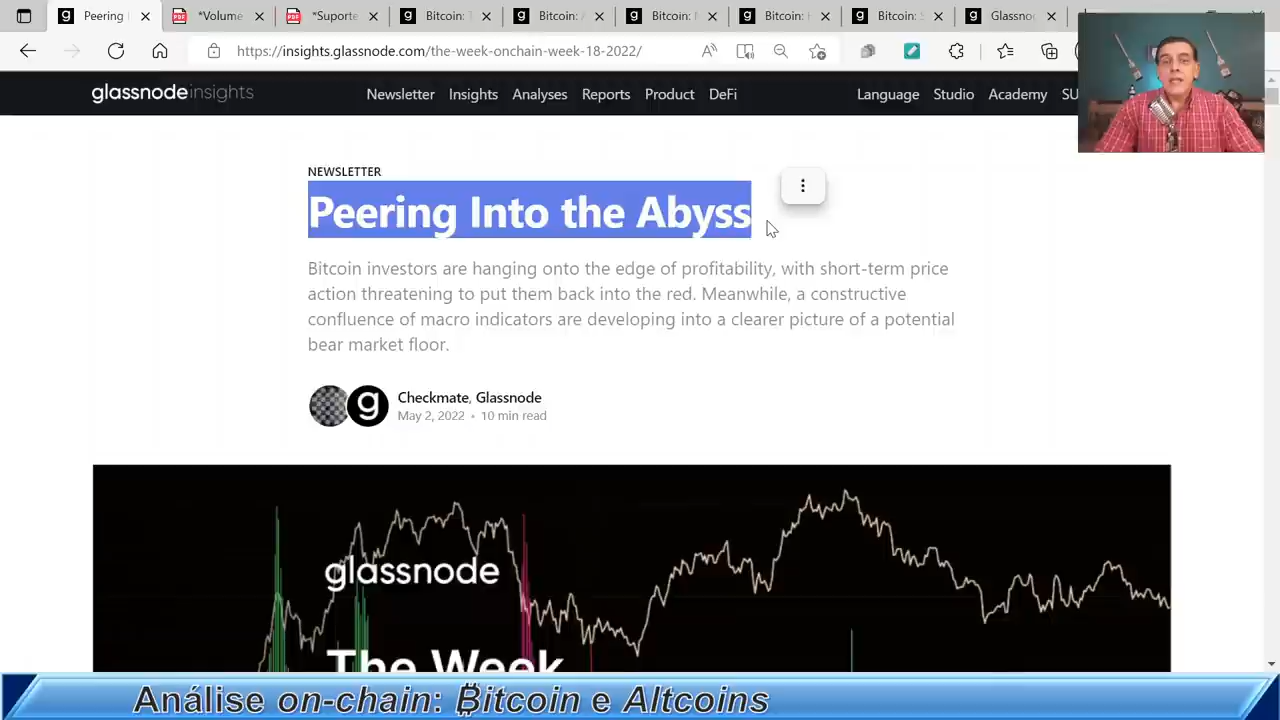 Peering I
*Volume
*Suporte
Bitcoin: T
Bitcoin: A
Bitcoin:
Bitcoin:
Bitcoin: S
Glassnoc
https://insights.glassnode.com/the-week-onchain-week-18-2022/
glassnodeinsights
Newsletter Insights Analyses Reports Product DeFi Language Studio Academy SU
NEWSLETTER
Peering Into the Abyss
Bitcoin investors are hanging onto the edge of profitability, with short-term price
action threatening to put them back into the red. Meanwhile, a constructive
confluence of macro indicators are developing into a clearer picture of a potential
bear market floor.
Checkmate, Glassnode
May 2, 2022 • 10 min read
glassnode
The Week
Análise on-chain: ₿itcoin e Altcoins